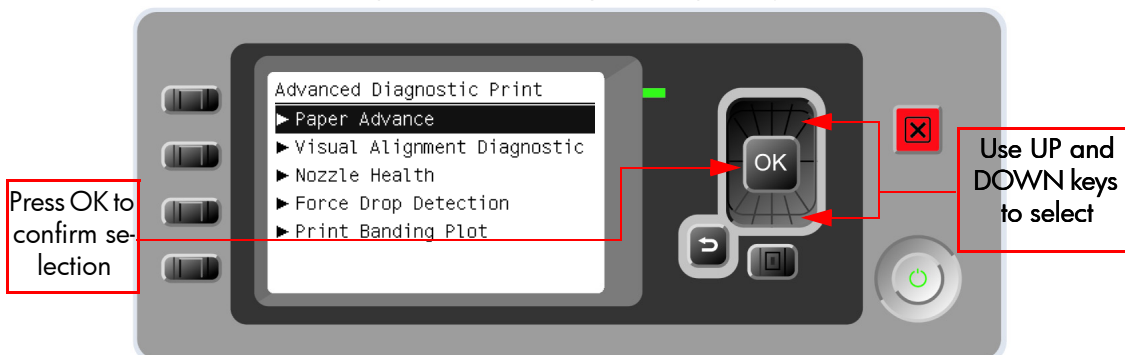 Advanced Diagnostic Print
Paper Advance
Visual Alignment Diagnostic
Nozzle Health
Force Drop Detection
Print Banding Plot
OK
Press OK to
confirm se-
lection
Use UP and
DOWN keys
to select